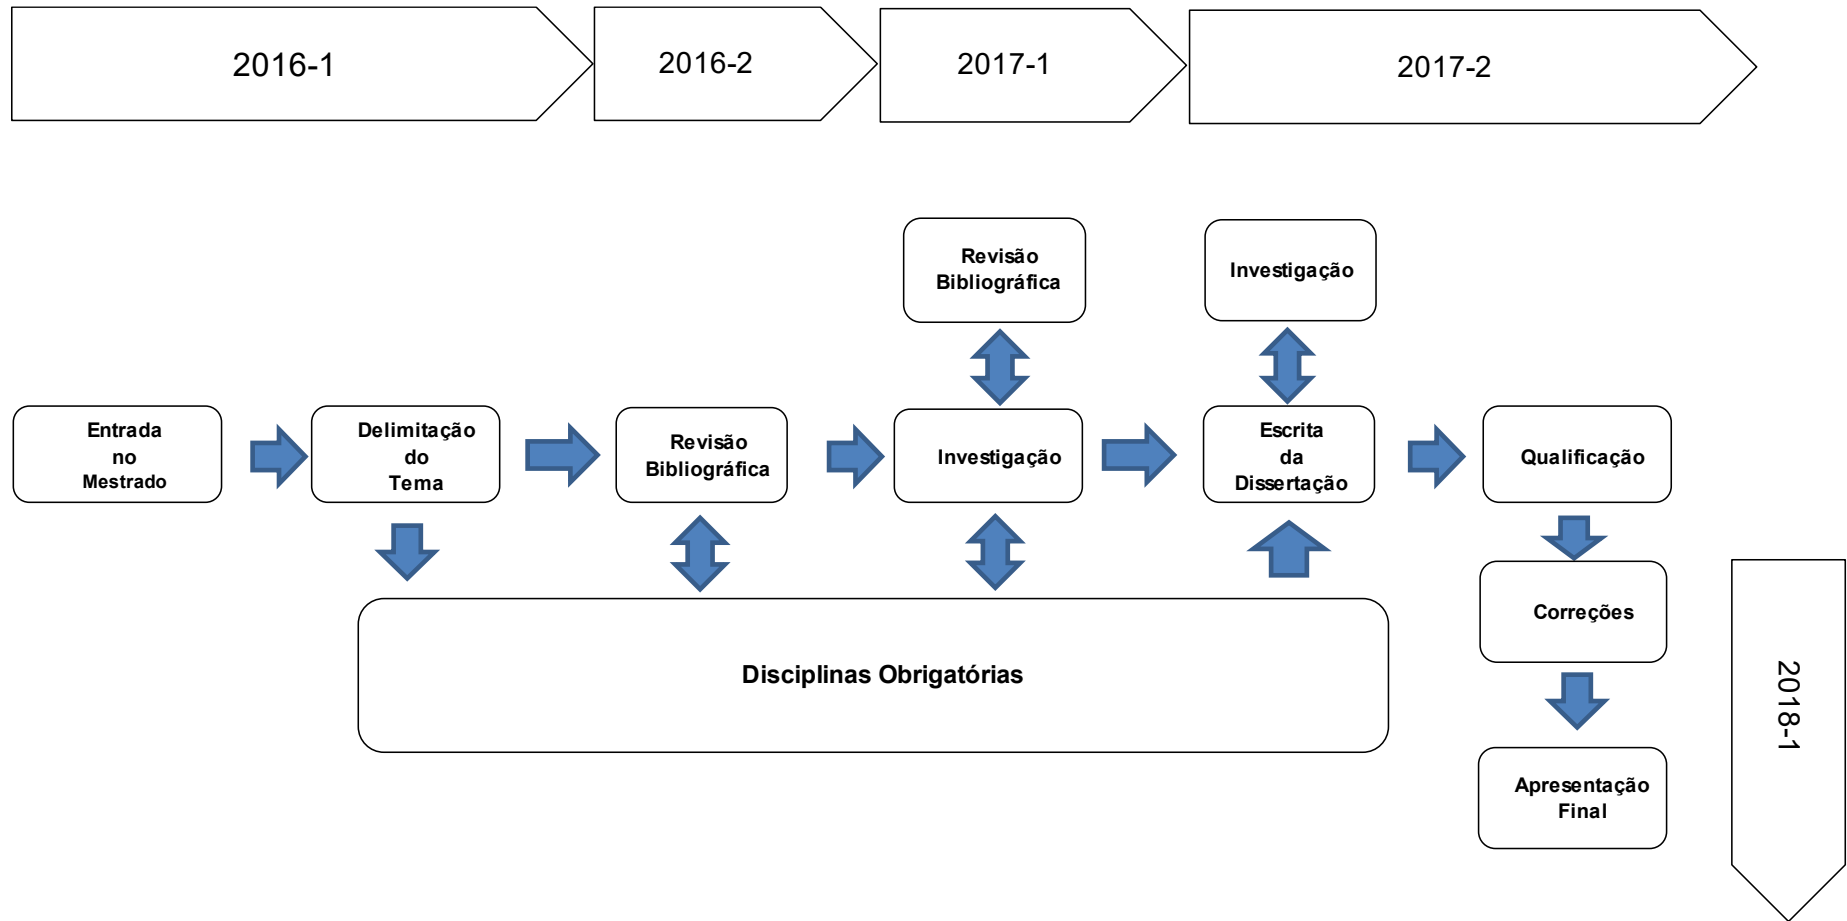 2016-1
2016-2
2017-1
2017-2
Revisão
Bibliográfica
Investigação
Entrada
no
Mestrado
Delimitação
do
Tema
Revisão
Bibliográfica
Investigação
Escrita
da
Dissertação
Qualificação
Disciplinas Obrigatórias
Correções
Apresentação
Final
2018-1